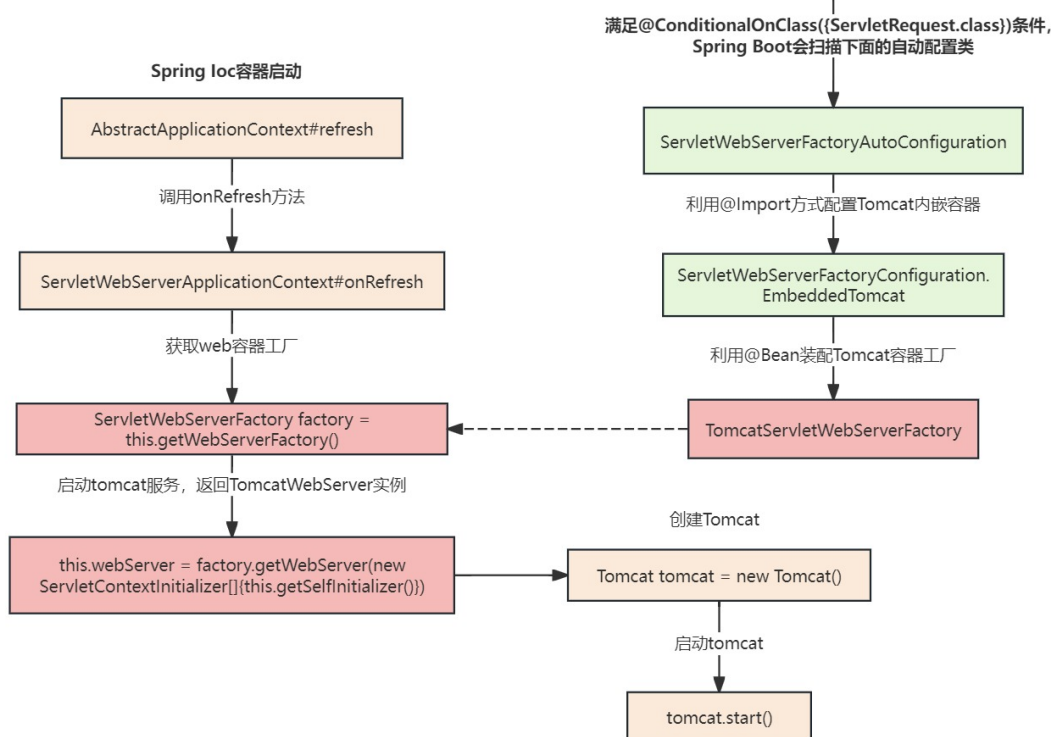 满足@ConditionalOnClass({ServletRequest.class})条件，
Spring Boot会扫描下面的自动配置类
Spring Ioc容器启动
AbstractApplicationContext#refresh
ServletWebServerFactoryAutoConfiguration
调用onRefresh方法
利用@Import方式配置Tomcat内嵌容器
ServletWebServerApplicationContext#onRefresh
ServletWebServerFactoryConfiguration.
EmbeddedTomcat
获取web容器工厂
利用@Bean装配Tomcat容器工厂
ServletWebServerFactory factory =
this.getWebServerFactory()
TomcatServletWebServerFactory
启动tomcat服务，返回TomcatWebServer实例
创建Tomcat
this.webServer = factory.getWebServer(new
ServletContextInitializer[]{this.getSelfInitializer()})
Tomcat tomcat = new Tomcat()
启动tomcat
tomcat.start()